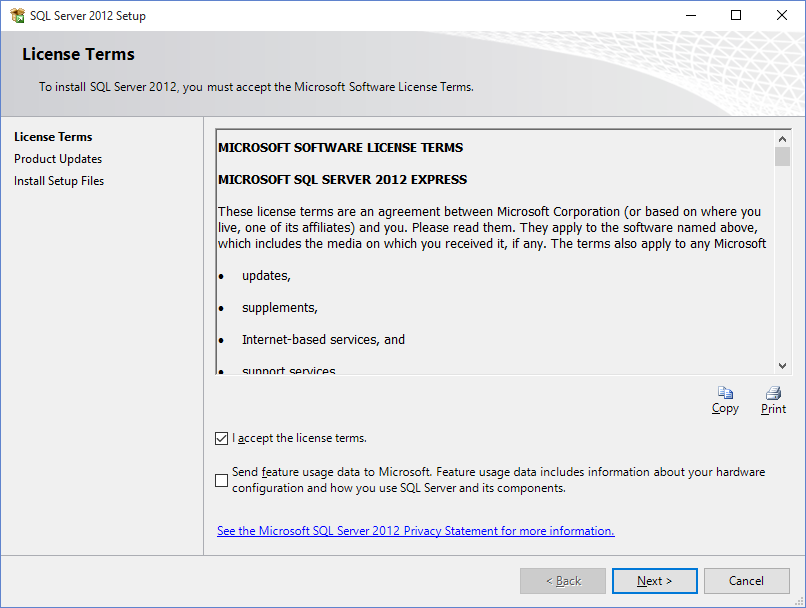 SQL Server 2012 Setup
License Terms
To install SQL Server 2012, you must accept the Microsoft Software License Terms.
License Terms
Product Updates
Install Setup Files
MICROSOFT SOFTWARE LICENSE TERMS
MICROSOFT SQL SERVER 2012 EXPRESS
These license terms are an agreement between Microsoft Corporation (or based on where you
live, one of its affiliates) and you. Please read them. They apply to the software named above,
which includes the media on which you received it, if any. The terms also apply to any Microsoft
• updates,
• supplements,
• Internet-based services, and
• support services
Copy
Print
I accept the license terms.
Send feature usage data to Microsoft. Feature usage data includes information about your hardware
configuration and how you use SQL Server and its components.
See the Microsoft SQL Server 2012 Privacy Statement for more information.
< Back
Next >
Cancel